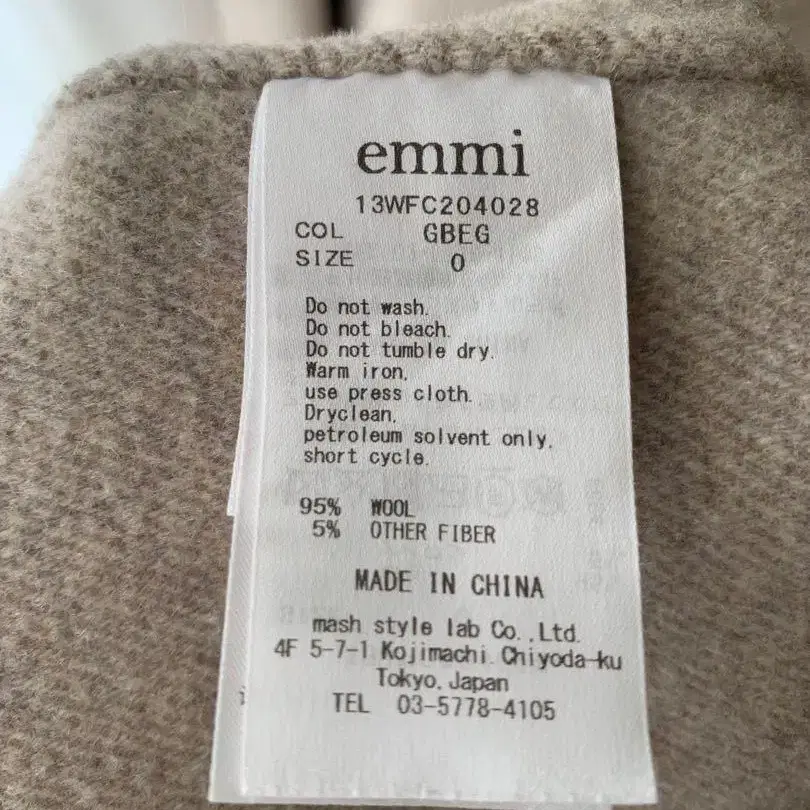 emmi
13WFC204028
COL GBEG
SIZE 0
Do not wash.
Do not bleach.
Do not tumble dry.
Warm iron,
use press cloth.
Dryclean,
petroleum solvent only,
short cycle.
95% WOOL
5% OTHER FIBER
MADE IN CHINA
mash style lab Co.,Ltd.
4F 5-7-1 Kojimachi Chiyoda-ku
Tokyo, Japan
TEL 03-5778-4105